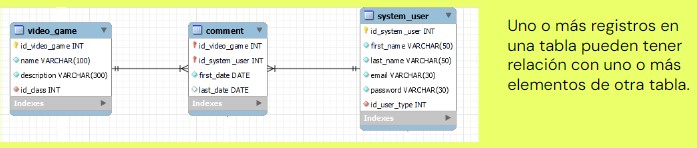 video_game
id_video_game INT
name VARCHAR(100)
description VARCHAR(300)
id_class INT
Indexes
comment
id_video_game INT
id_system_user INT
first_date DATE
last_date DATE
Indexes
system_user
id_system_user INT
first_name VARCHAR(50)
last_name VARCHAR(50)
email VARCHAR(30)
password VARCHAR(30)
id_user_type INT
Indexes
Uno o más registros en
una tabla pueden tener
relación con uno o más
elementos de otra tabla.